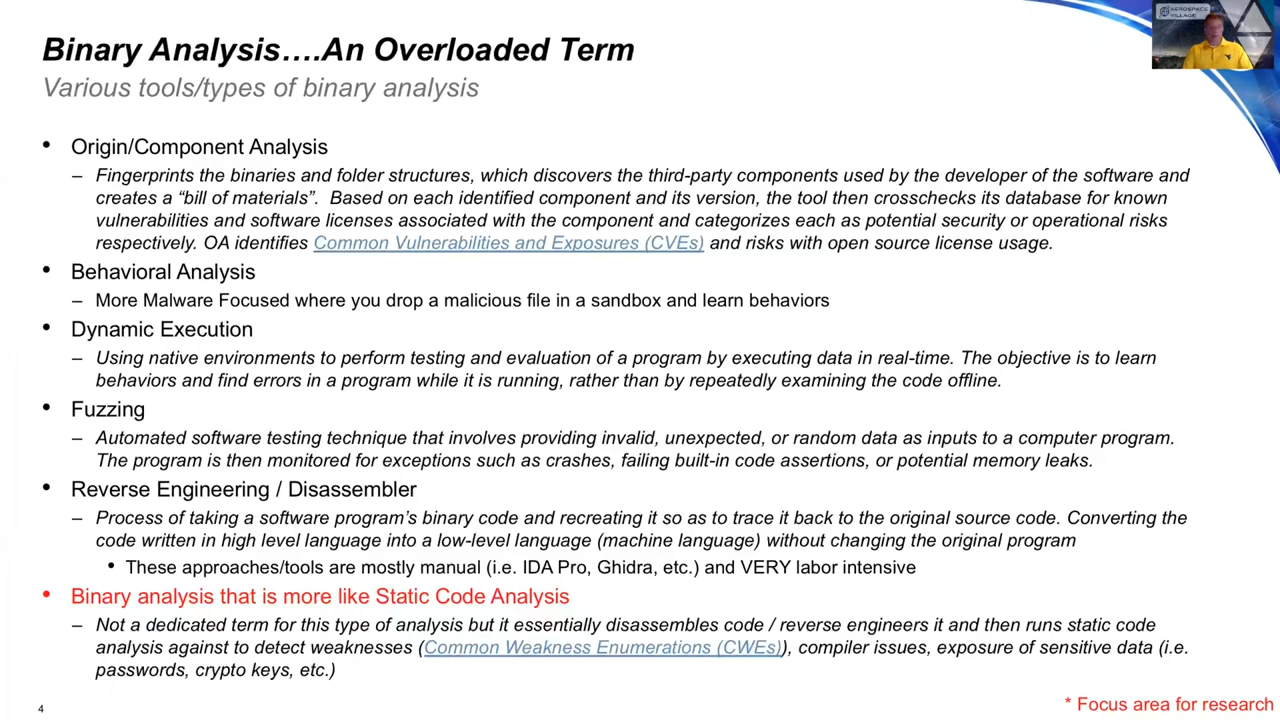 Binary Analysis….An Overloaded Term
Various tools/types of binary analysis
AEROSPACE
VILLAGE
• Origin/Component Analysis
– Fingerprints the binaries and folder structures, which discovers the third-party components used by the developer of the software and
creates a “bill of materials”. Based on each identified component and its version, the tool then crosschecks its database for known
vulnerabilities and software licenses associated with the component and categorizes each as potential security or operational risks
respectively. OA identifies Common Vulnerabilities and Exposures (CVEs) and risks with open source license usage.
• Behavioral Analysis
– More Malware Focused where you drop a malicious file in a sandbox and learn behaviors
• Dynamic Execution
– Using native environments to perform testing and evaluation of a program by executing data in real-time. The objective is to learn
behaviors and find errors in a program while it is running, rather than by repeatedly examining the code offline.
• Fuzzing
– Automated software testing technique that involves providing invalid, unexpected, or random data as inputs to a computer program.
The program is then monitored for exceptions such as crashes, failing built-in code assertions, or potential memory leaks.
• Reverse Engineering / Disassembler
– Process of taking a software program’s binary code and recreating it so as to trace it back to the original source code. Converting the
code written in high level language into a low-level language (machine language) without changing the original program
• These approaches/tools are mostly manual (i.e. IDA Pro, Ghidra, etc.) and VERY labor intensive
• Binary analysis that is more like Static Code Analysis
– Not a dedicated term for this type of analysis but it essentially disassembles code / reverse engineers it and then runs static code
analysis against to detect weaknesses (Common Weakness Enumerations (CWEs)), compiler issues, exposure of sensitive data (i.e.
passwords, crypto keys, etc.)
4
* Focus area for research